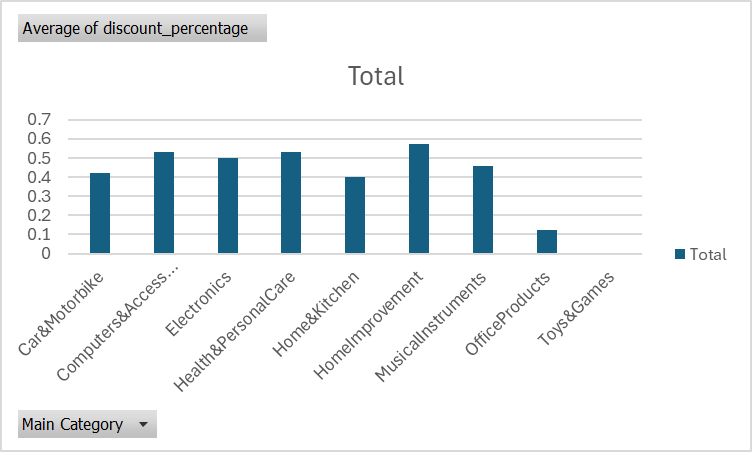 Average of discount_percentage
Total
0.7
0.6
0.5
0.4
0.3
0.2
0.1
0
Car&Motorbike
Computers&Access...
Electronics
Health&PersonalCare
Home&Kitchen
HomeImprovement
MusicalInstruments
OfficeProducts
Toys&Games
Total
Main Category